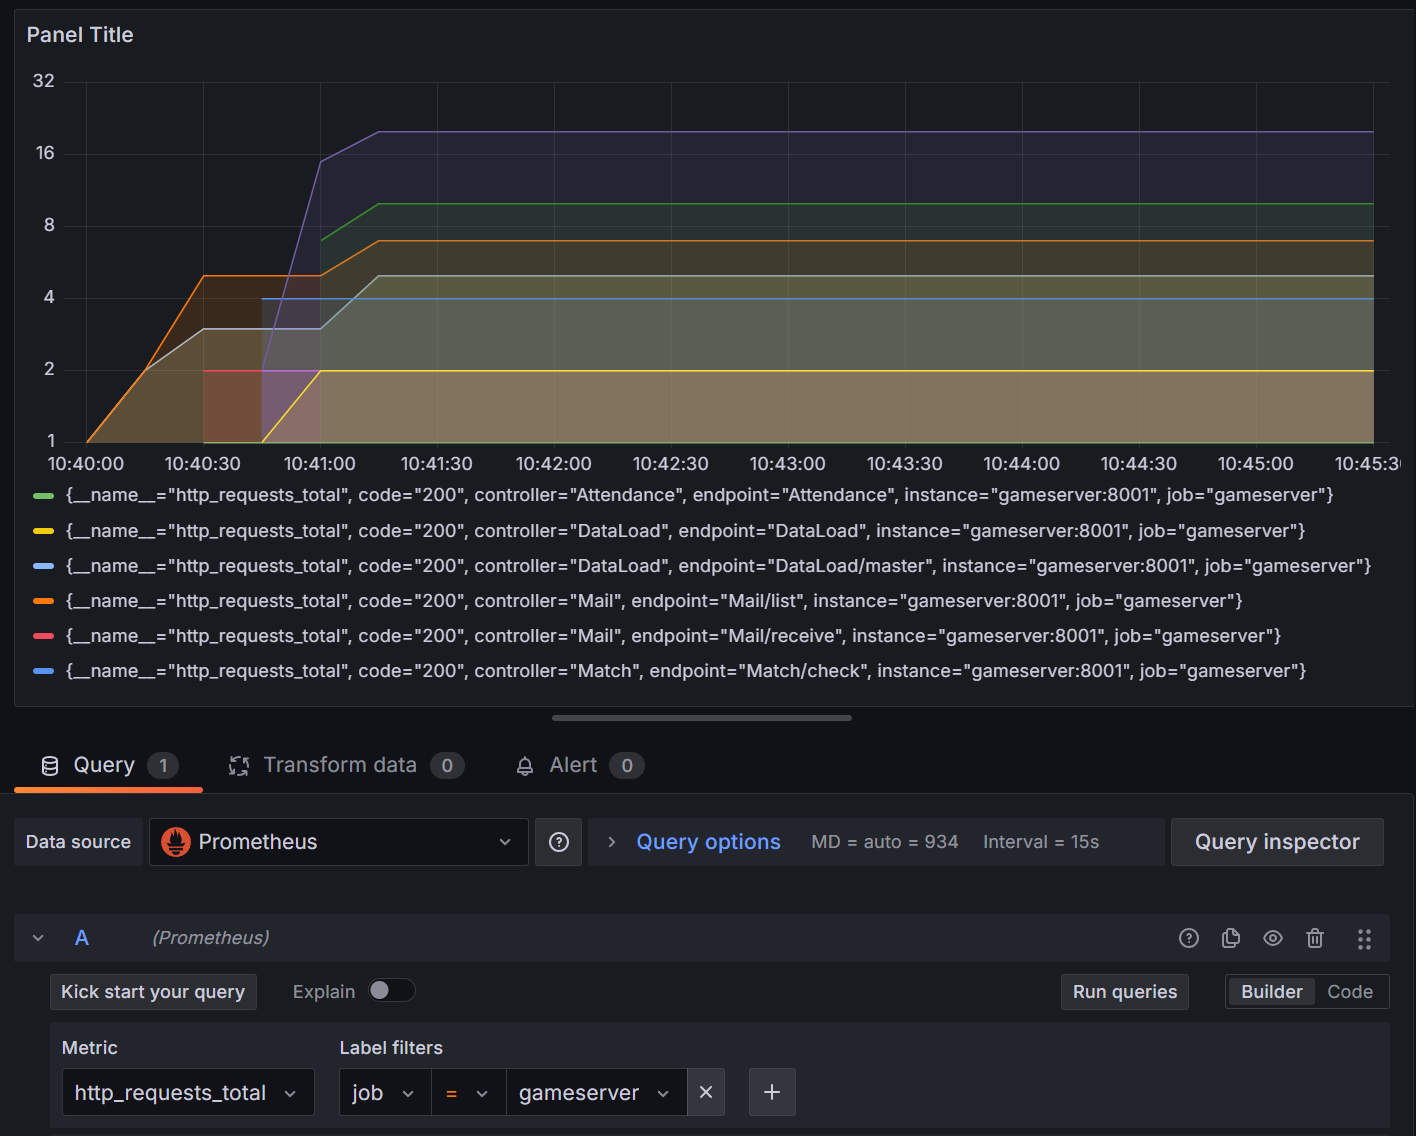 Panel Title
32
16
8
4
2
1
10:40:00 10:40:30 10:41:00 10:41:30 10:42:00 10:42:30 10:43:00 10:43:30 10:44:00 10:44:30 10:45:00 10:45:3
{__name__="http_requests_total", code="200", controller="Attendance", endpoint="Attendance", instance="gameserver:8001", job="gameserver"}
{__name__="http_requests_total", code="200", controller="DataLoad", endpoint="DataLoad", instance="gameserver:8001", job="gameserver"}
{__name__="http_requests_total", code="200", controller="DataLoad", endpoint="DataLoad/master", instance="gameserver:8001", job="gameserver"}
{__name__="http_requests_total", code="200", controller="Mail", endpoint="Mail/list", instance="gameserver:8001", job="gameserver"}
{__name__="http_requests_total", code="200", controller="Mail", endpoint="Mail/receive", instance="gameserver:8001", job="gameserver"}
{__name__="http_requests_total", code="200", controller="Match", endpoint="Match/check", instance="gameserver:8001", job="gameserver"}
Query 1 Transform data 0 Alert 0
Data source Prometheus Query options MD = auto = 934 Interval = 15s Query inspector
A (Prometheus)
Kick start your query Explain Run queries Builder Code
Metric Label filters
http_requests_total job = gameserver